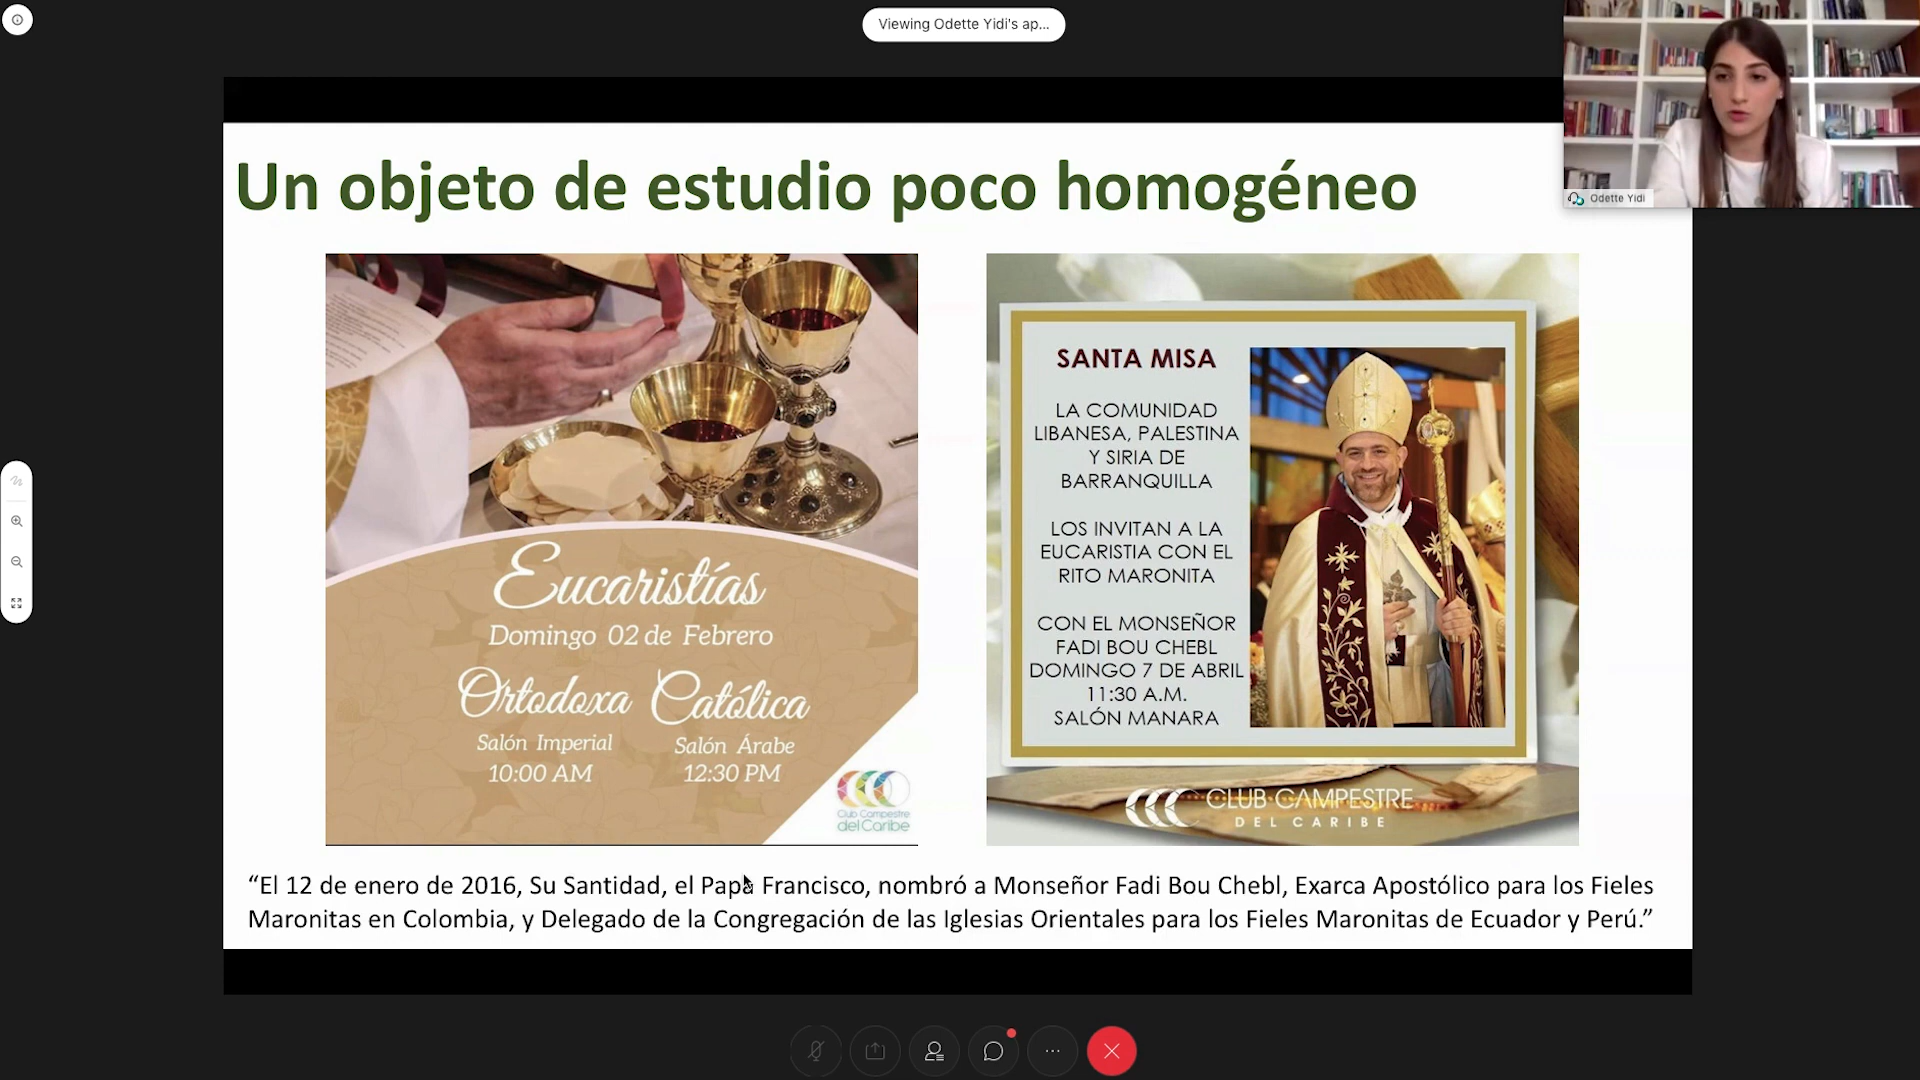 Viewing Odette Yidi's ap...
Odette Yidi
Un objeto de estudio poco homogéneo
Eucaristías
Domingo 02 de Febrero
Ortodoxa Católica
Salón Imperial Salón Árabe
10:00 AM 12:30 PM
Club Campestre
del Caribe
SANTA MISA
LA COMUNIDAD
LIBANESA, PALESTINA
Y SIRIA DE
BARRANQUILLA
LOS INVITAN A LA
EUCARISTIA CON EL
RITO MARONITA
CON EL MONSEÑOR
FADI BOU CHEBL
DOMINGO 7 DE ABRIL
11:30 A.M.
SALÓN MANARA
CLUB CAMPESTRE
DEL CARIBE
“El 12 de enero de 2016, Su Santidad, el Papa Francisco, nombró a Monseñor Fadi Bou Chebl, Exarca Apostólico para los Fieles
Maronitas en Colombia, y Delegado de la Congregación de las Iglesias Orientales para los Fieles Maronitas de Ecuador y Perú.”